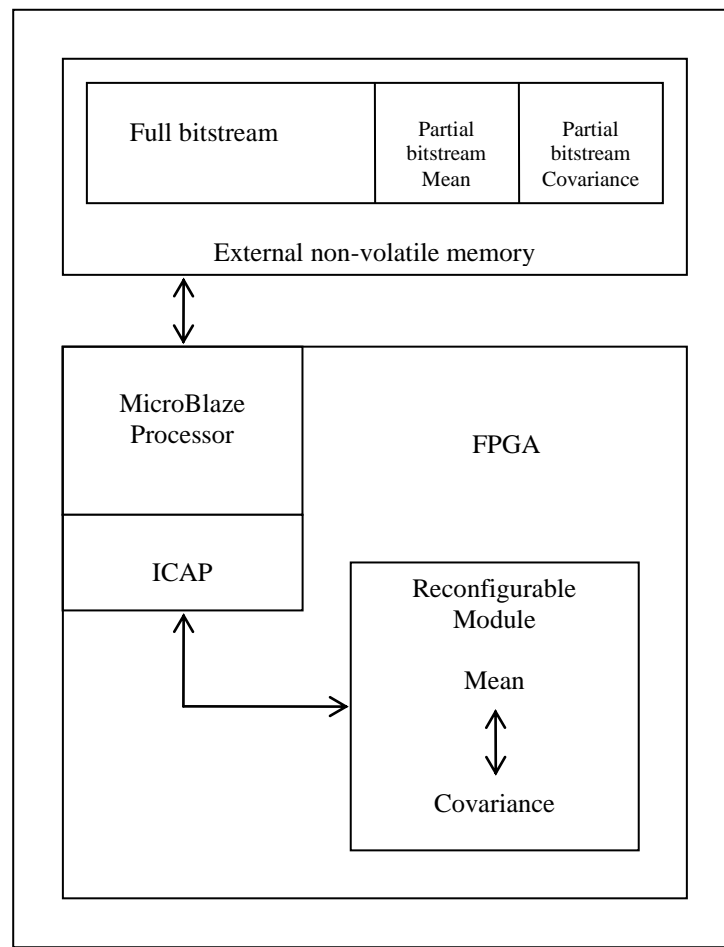 Full bitstream
Partial
bitstream
Mean
Partial
bitstream
Covariance
External non-volatile memory
MicroBlaze
Processor
FPGA
ICAP
Reconfigurable
Module
Mean
Covariance